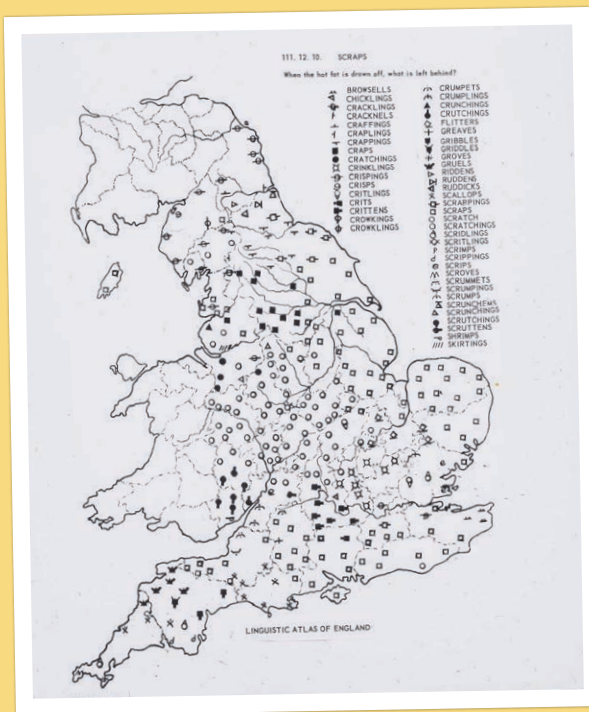 111. 12. 10. SCRAPS
When the hot fat is drawn off, what is left behind?
BROWSELLS
CHICKLINGS
CRACKLINGS
CRACKNELS
CRAFFINGS
CRAPLINGS
CRAPPINGS
CRAPS
CRATCHINGS
CRINKLINGS
CRISPINGS
CRISPS
CRITLINGS
CRITS
CRITTENS
CROWKINGS
CROWKLINGS
CRUMPETS
CRUMPLINGS
CRUNCHINGS
CRUTCHINGS
FLITTERS
GREAVES
GRIBBLES
GRIDDLES
GROVES
GRUELS
RIDDENS
RUDDENS
RUDDICKS
SCALLOPS
SCRAPPINGS
SCRAPS
SCRATCH
SCRATCHINGS
SCRIDLINGS
SCRITLINGS
SCRIMPS
SCRIPPINGS
SCRIPS
SCROVES
SCRUMMETS
SCRUMPINGS
SCRUMPS
SCRUNCHEMS
SCRUNCHINGS
SCRUTCHINGS
SCRUTTENS
SHRIMPS
SKIRTINGS
LINGUISTIC ATLAS OF ENGLAND